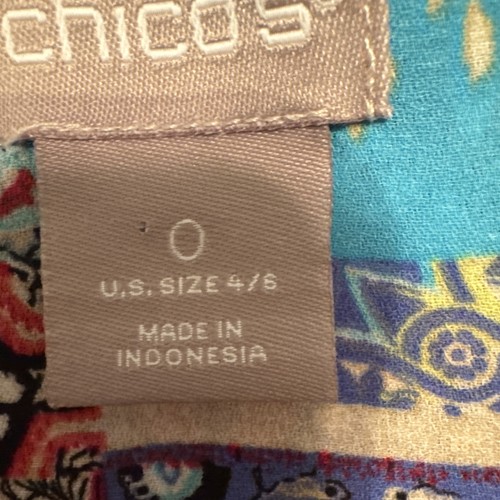 chico's
0
U.S. SIZE 4/6
MADE IN
INDONESIA